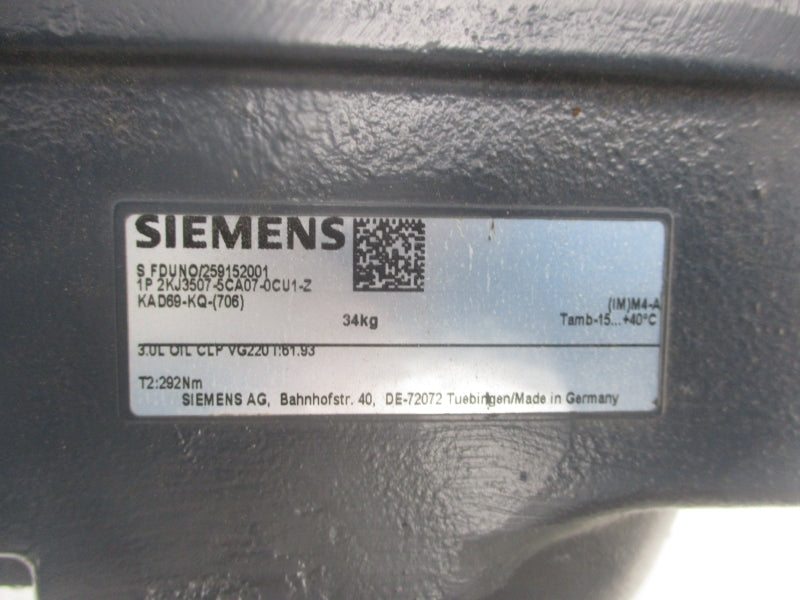 SIEMENS
S FDUNO/259152001
1P 2KJ3507-5CA07-0CU1-Z
KAD69-KQ-(706)
(IM)M4-A
34kg Tamb-15...+40°C
3.0L OIL CLP VG220 i:61.93
T2:292Nm
SIEMENS AG, Bahnhofstr. 40, DE-72072 Tuebingen/Made in Germany